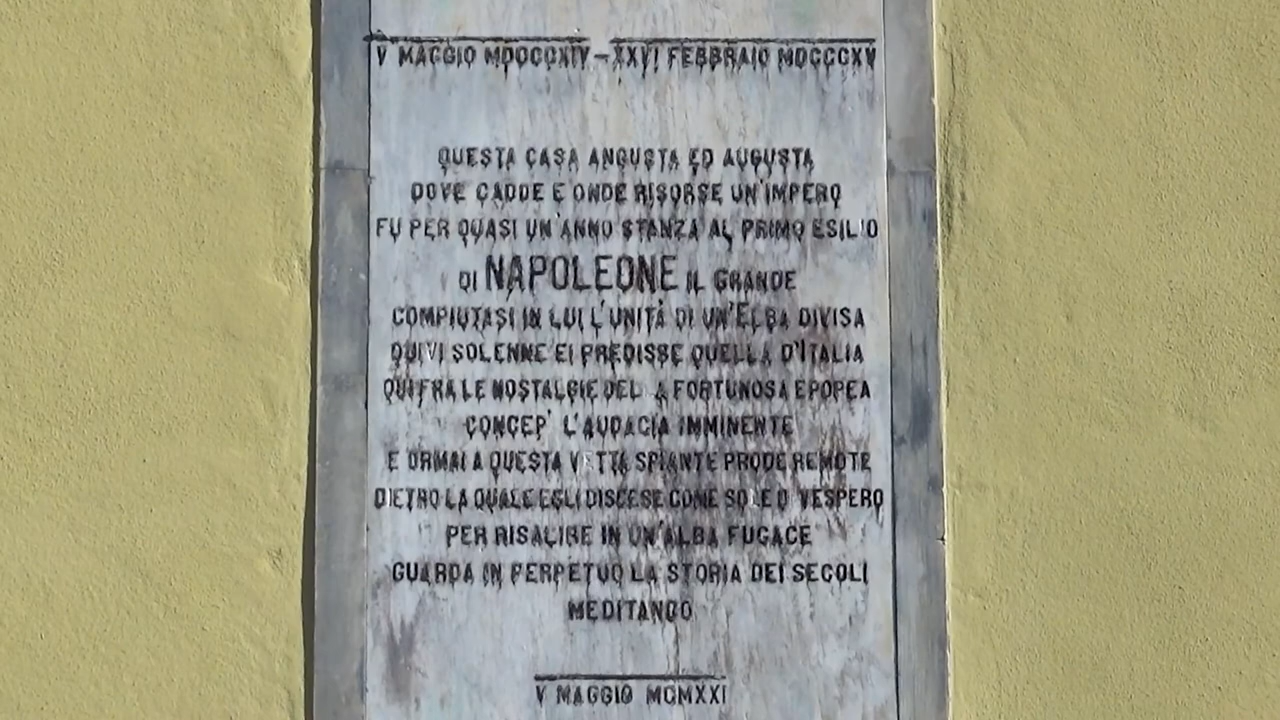 V MAGGIO MDCCCXIV – XXVI FEBBRAIO MDCCCXV
QUESTA CASA ANGUSTA ED AUGUSTA
DOVE CADDE E ONDE RISORSE UN'IMPERO
FU PER QUASI UN'ANNO STANZA AL PRIMO ESILIO
DI NAPOLEONE IL GRANDE
COMPIUTASI IN LUI L'UNITÀ DI UN'ELBA DIVISA
QUIVI SOLENNE EI PREDISSE QUELLA D'ITALIA
QUI FRA LE NOSTALGIE DEL A FORTUNOSA EPOPEA
CONCEP' L'AUDACIA IMMINENTE
E ORMAI A QUESTA VETTA SPIANTE PRODE REMOTE
DIETRO LA QUALE EGLI DISCESE COME SOLE D VESPERO
PER RISALIRE IN UN'ALBA FUGACE
GUARDA IN PERPETUO LA STORIA DEI SECOLI
MEDITANDO
V MAGGIO MCMXXI